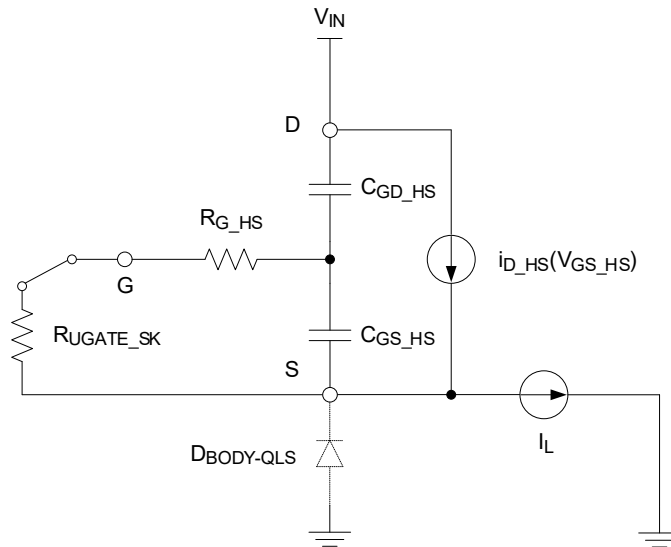 V_IN
D
C_GD_HS
R_G_HS
i_D_HS(V_GS_HS)
G
R_UGATE_SK
C_GS_HS
S
D_BODY-QLS
I_L